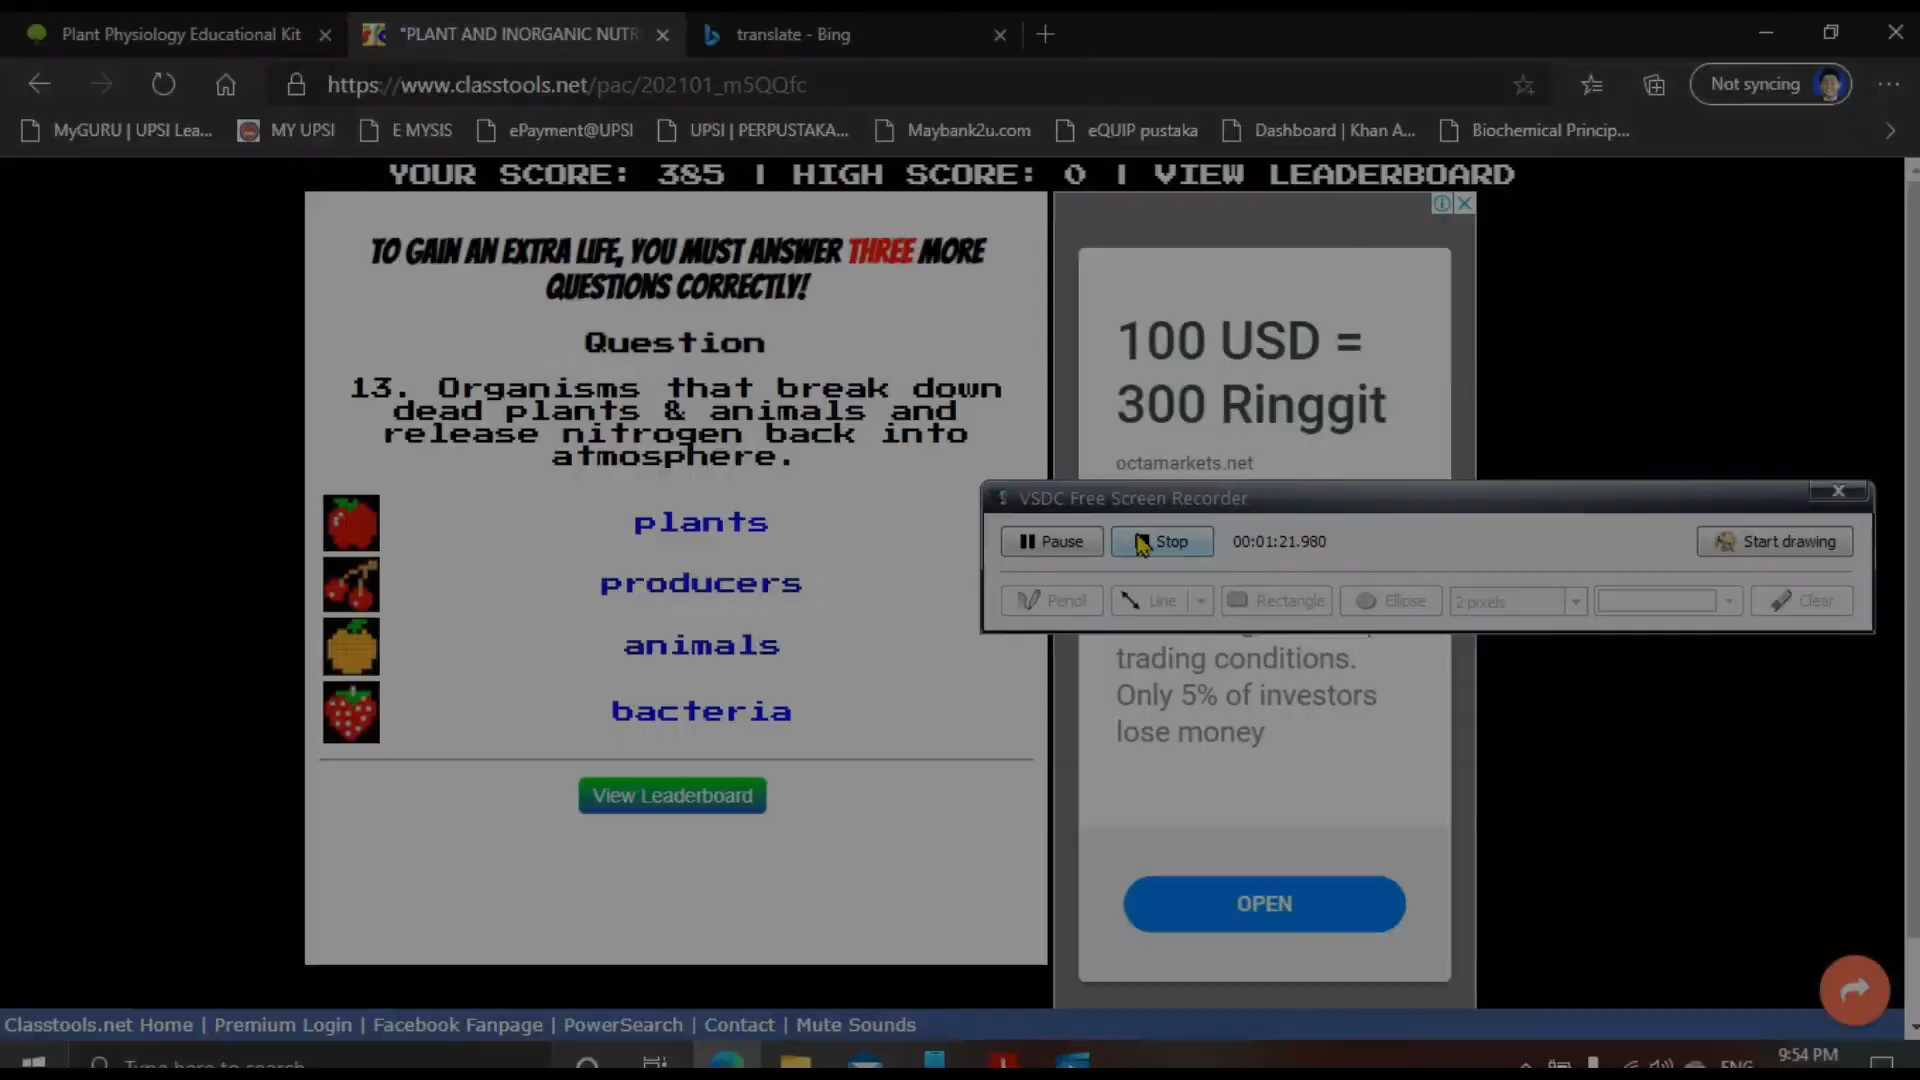 Plant Physiology Educational Kit
"PLANT AND INORGANIC NUTR
translate - Bing
https://www.classtools.net/pac/202101_m5QQfc
Not syncing
MyGURU | UPSI Lea...
MY UPSI
E MYSIS
ePayment@UPSI
UPSI | PERPUSTAKA...
Maybank2u.com
eQUIP pustaka
Dashboard | Khan A...
Biochemical Princip...
YOUR SCORE: 385 | HIGH SCORE: 0 | VIEW LEADERBOARD
TO GAIN AN EXTRA LIFE, YOU MUST ANSWER THREE MORE
QUESTIONS CORRECTLY!
Question
13. Organisms that break down
dead plants & animals and
release nitrogen back into
atmosphere.
plants
producers
animals
bacteria
View Leaderboard
100 USD =
300 Ringgit
octamarkets.net
VSDC Free Screen Recorder
Pause
Stop
00:01:21.980
Start drawing
Pencil
Line
Rectangle
Ellipse
2 pixels
Clear
trading conditions.
Only 5% of investors
lose money
OPEN
Classtools.net Home | Premium Login | Facebook Fanpage | PowerSearch | Contact | Mute Sounds
Type here to search
ENG
9:54 PM